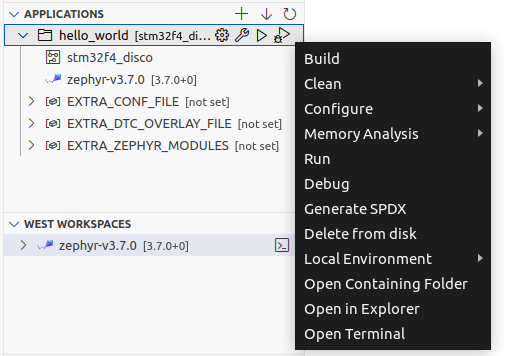 APPLICATIONS
hello_world [stm32f4_di...
stm32f4_disco
zephyr-v3.7.0 [3.7.0+0]
EXTRA_CONF_FILE [not set]
EXTRA_DTC_OVERLAY_FILE [not set]
EXTRA_ZEPHYR_MODULES [not set]
WEST WORKSPACES
zephyr-v3.7.0 [3.7.0+0]
Build
Clean
Configure
Memory Analysis
Run
Debug
Generate SPDX
Delete from disk
Local Environment
Open Containing Folder
Open in Explorer
Open Terminal